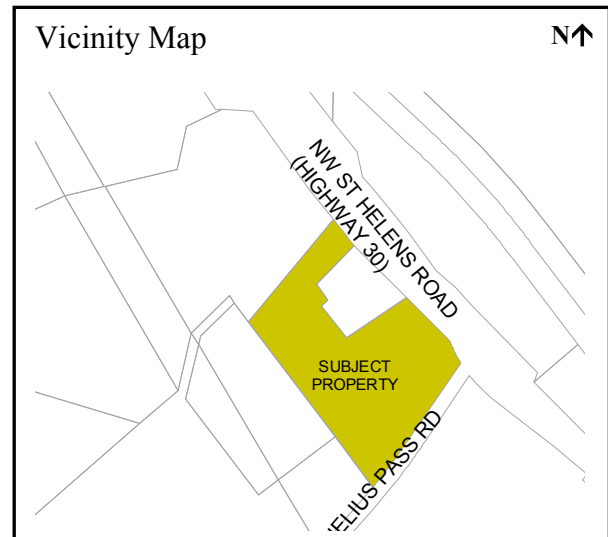 Vicinity Map
N↑
NW ST HELENS ROAD
(HIGHWAY 30)
SUBJECT
PROPERTY
ELIUS PASS RD